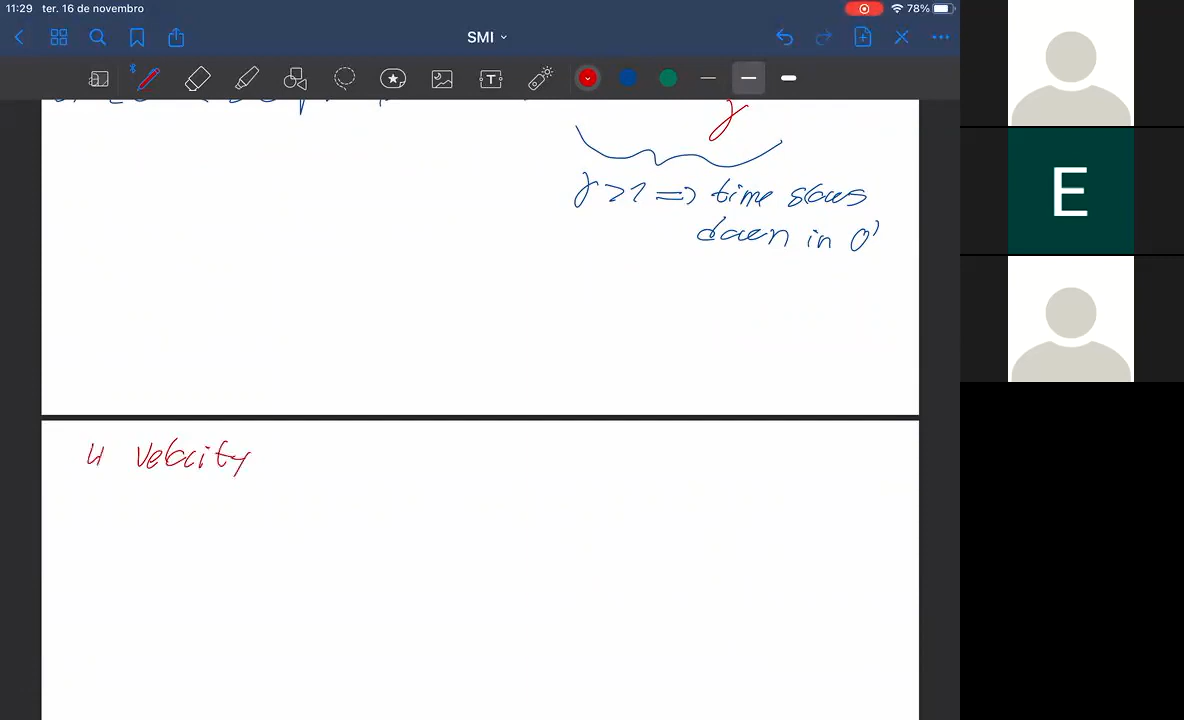 11:29 ter. 16 de novembro
78%
SMI
T
γ
γ > 1 => time slows
down in O'
E
4 Velocity